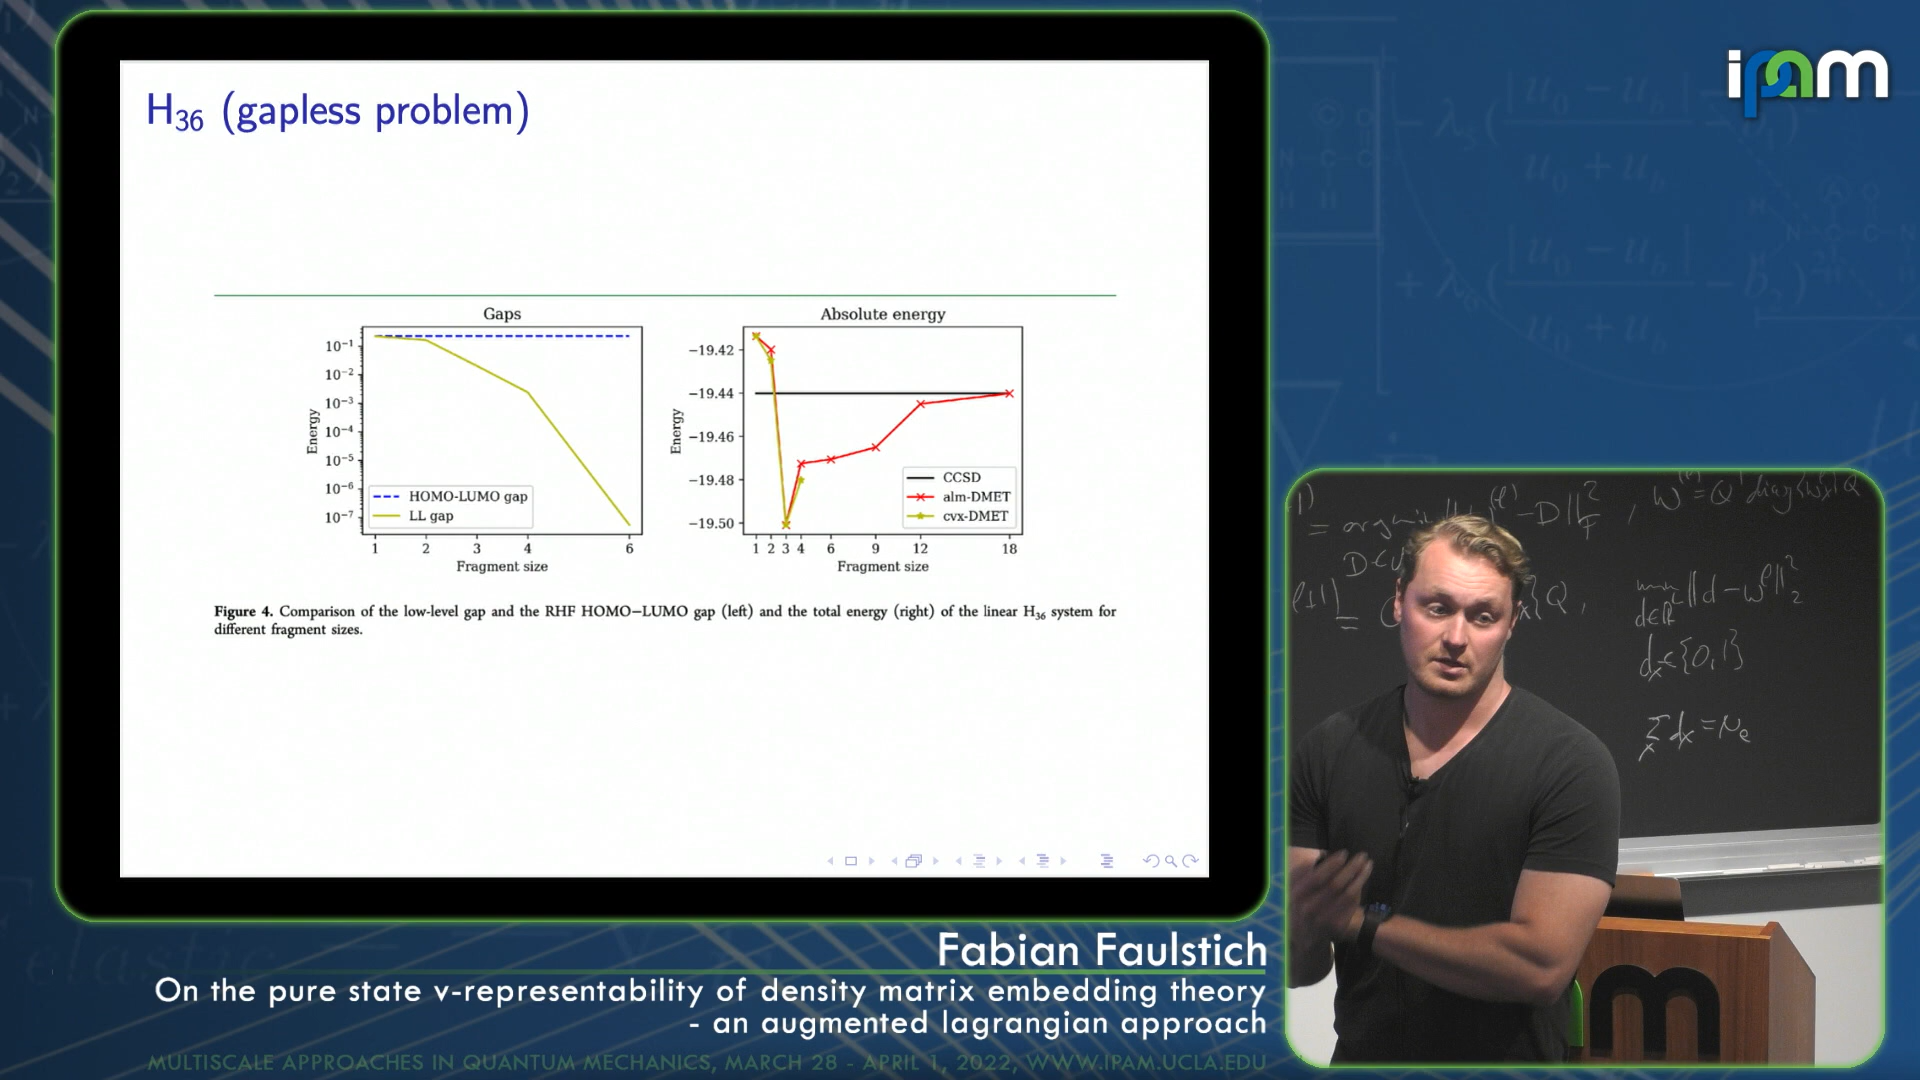 H36 (gapless problem)
Gaps
Energy
10⁻¹
10⁻²
10⁻³
10⁻⁴
10⁻⁵
10⁻⁶
10⁻⁷
HOMO-LUMO gap
LL gap
1 2 3 4 6
Fragment size
Absolute energy
Energy
−19.42
−19.44
−19.46
−19.48
−19.50
CCSD
alm-DMET
cvx-DMET
1 2 3 4 6 9 12 18
Fragment size
Figure 4. Comparison of the low-level gap and the RHF HOMO−LUMO gap (left) and the total energy (right) of the linear H36 system for
different fragment sizes.
ipam
d_x ∈ {0,1}
Σ_x d_x = N_e
Fabian Faulstich
On the pure state v-representability of density matrix embedding theory
- an augmented lagrangian approach
MULTISCALE APPROACHES IN QUANTUM MECHANICS, MARCH 28 - APRIL 1, 2022, WWW.IPAM.UCLA.EDU